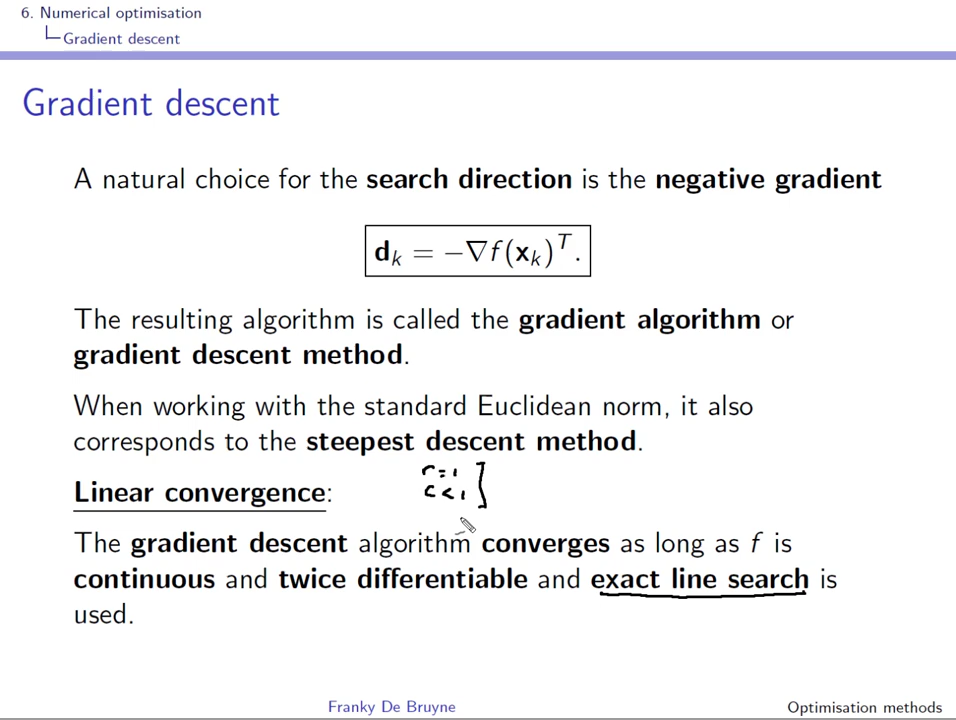 6. Numerical optimisation
Gradient descent
Gradient descent
A natural choice for the search direction is the negative gradient
d_k = −∇f(x_k)^T.
The resulting algorithm is called the gradient algorithm or
gradient descent method.
When working with the standard Euclidean norm, it also
corresponds to the steepest descent method.
r=1
Linear convergence:
c<1
The gradient descent algorithm converges as long as f is
continuous and twice differentiable and exact line search is
used.
Franky De Bruyne
Optimisation methods